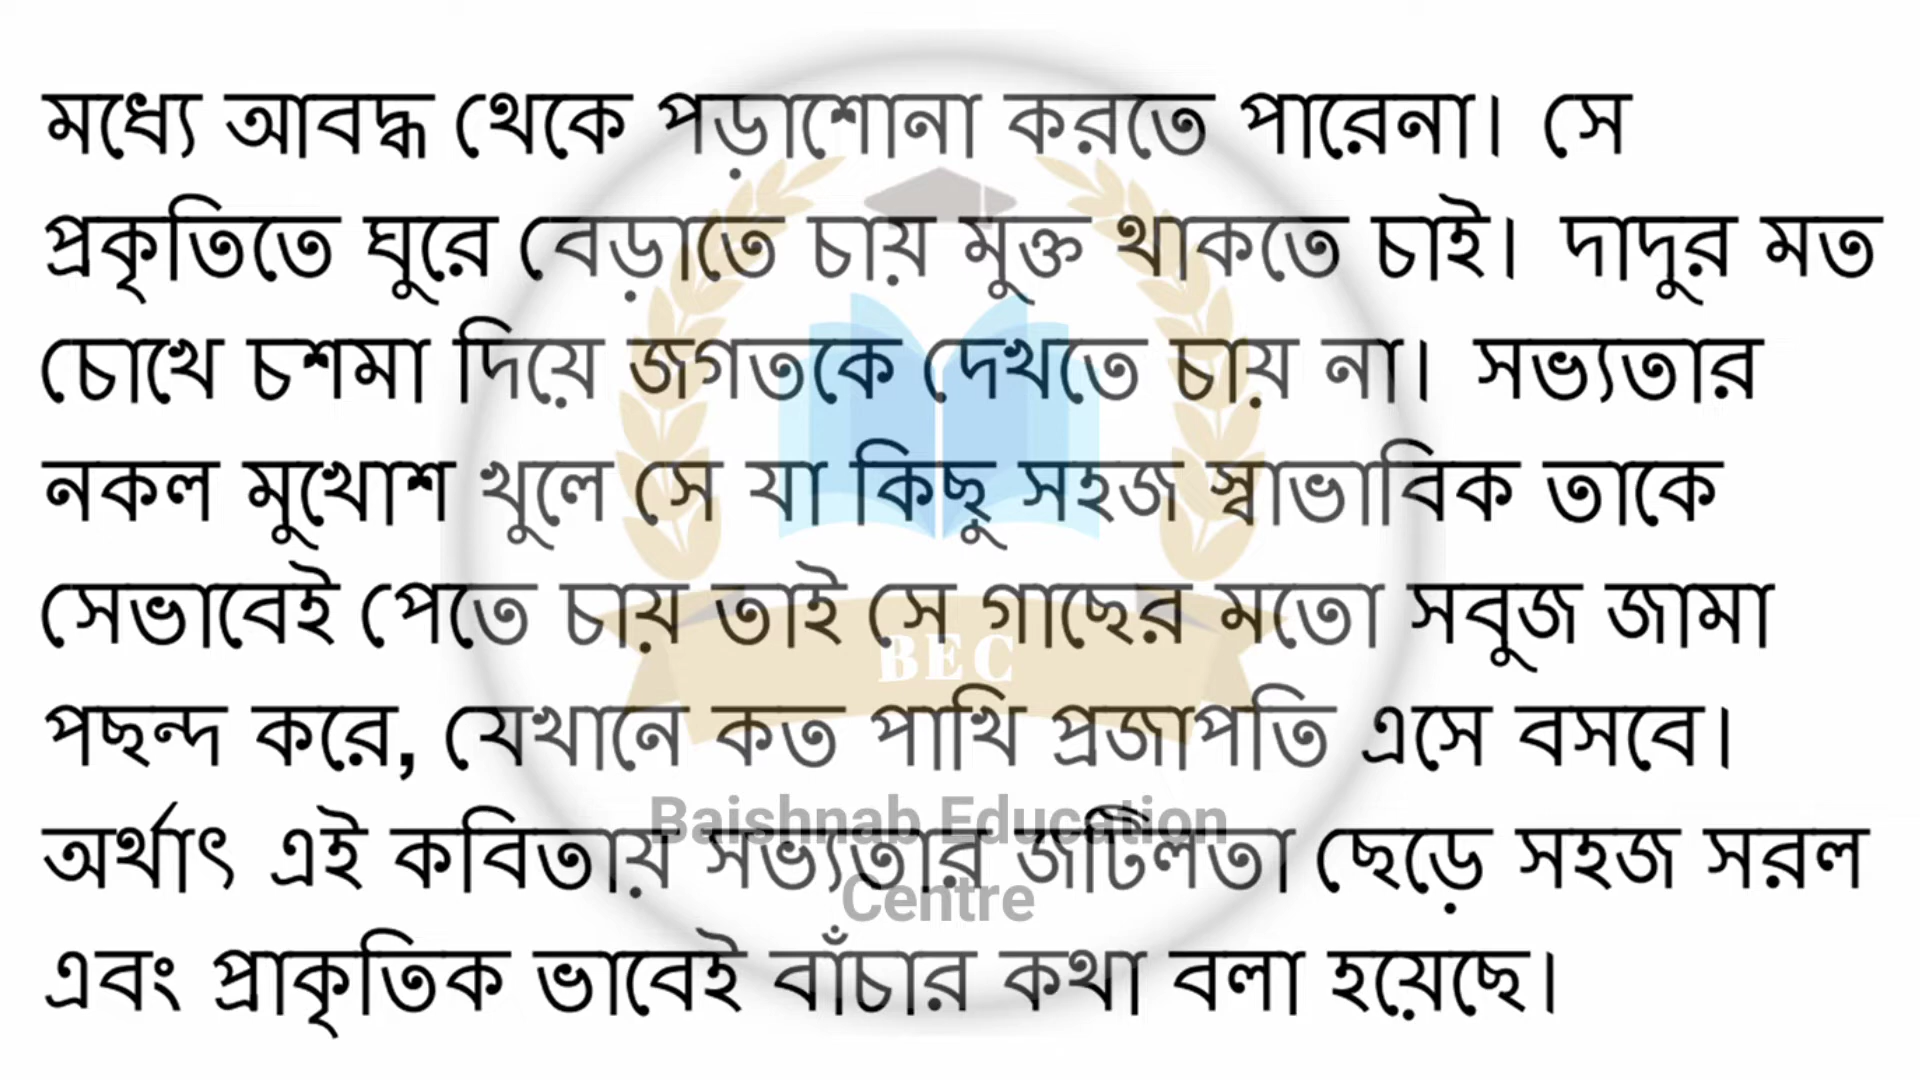 মধ্যে আবদ্ধ থেকে পড়াশোনা করতে পারেনা। সে
প্রকৃতিতে ঘুরে বেড়াতে চায় মুক্ত থাকতে চাই। দাদুর মত
চোখে চশমা দিয়ে জগতকে দেখতে চায় না। সভ্যতার
নকল মুখোশ খুলে সে যা কিছু সহজ স্বাভাবিক তাকে
সেভাবেই পেতে চায় তাই সে গাছের মতো সবুজ জামা
BEC
পছন্দ করে, যেখানে কত পাখি প্রজাপতি এসে বসবে।
Baishnab Education
অর্থাৎ এই কবিতায় সভ্যতার জটিলতা ছেড়ে সহজ সরল
Centre
এবং প্রাকৃতিক ভাবেই বাঁচার কথা বলা হয়েছে।